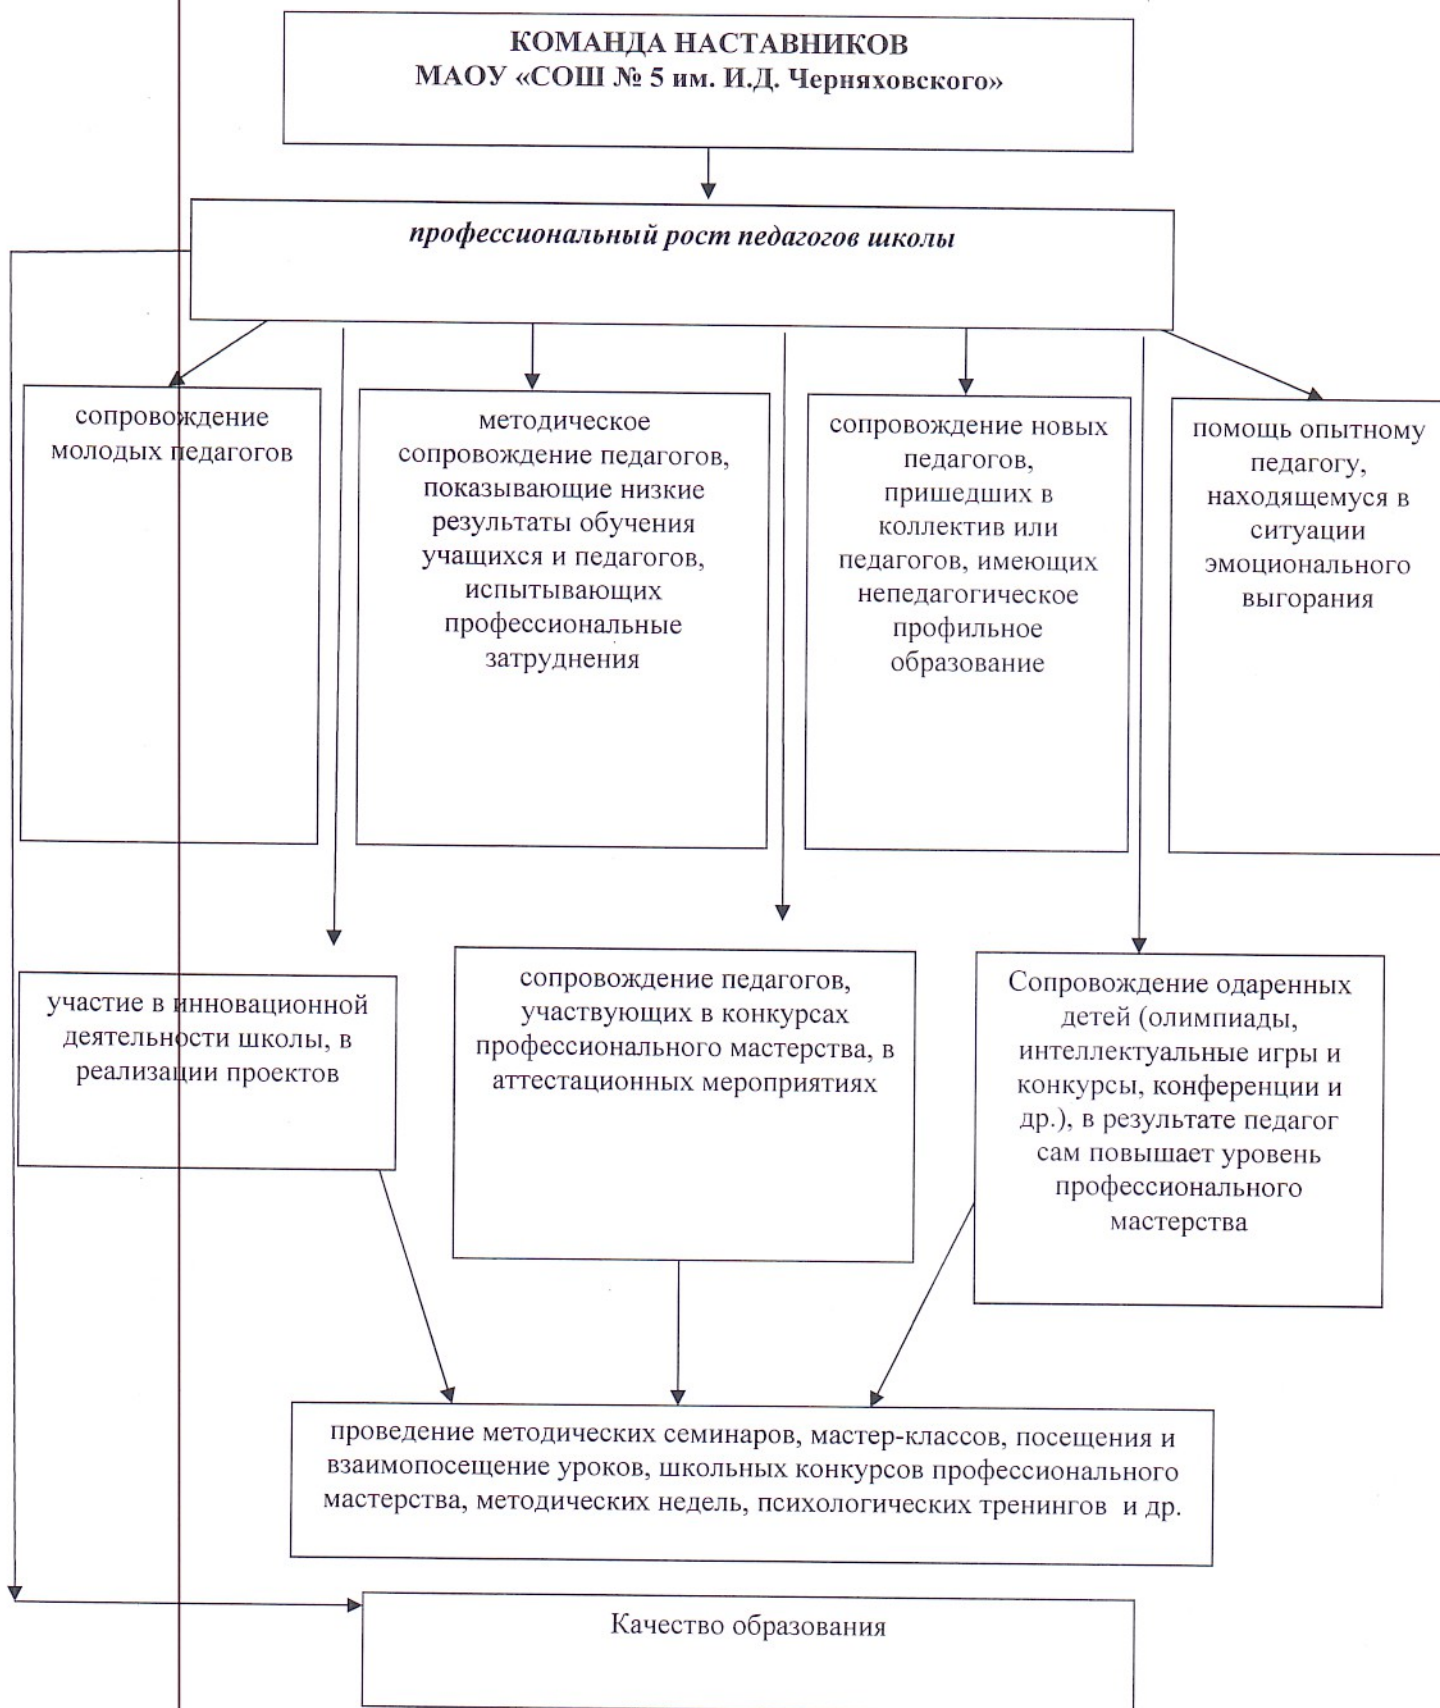 КОМАНДА НАСТАВНИКОВ
МАОУ «СОШ № 5 им. И.Д. Черняховского»
профессиональный рост педагогов школы
сопровождение
молодых педагогов
методическое
сопровождение педагогов,
показывающие низкие
результаты обучения
учащихся и педагогов,
испытывающих
профессиональные
затруднения
сопровождение новых
педагогов,
пришедших в
коллектив или
педагогов, имеющих
непедагогическое
профильное
образование
помощь опытному
педагогу,
находящемуся в
ситуации
эмоционального
выгорания
участие в инновационной
деятельности школы, в
реализации проектов
сопровождение педагогов,
участвующих в конкурсах
профессионального мастерства, в
аттестационных мероприятиях
Сопровождение одаренных
детей (олимпиады,
интеллектуальные игры и
конкурсы, конференции и
др.), в результате педагог
сам повышает уровень
профессионального
мастерства
проведение методических семинаров, мастер-классов, посещения и
взаимопосещение уроков, школьных конкурсов профессионального
мастерства, методических недель, психологических тренингов и др.
Качество образования